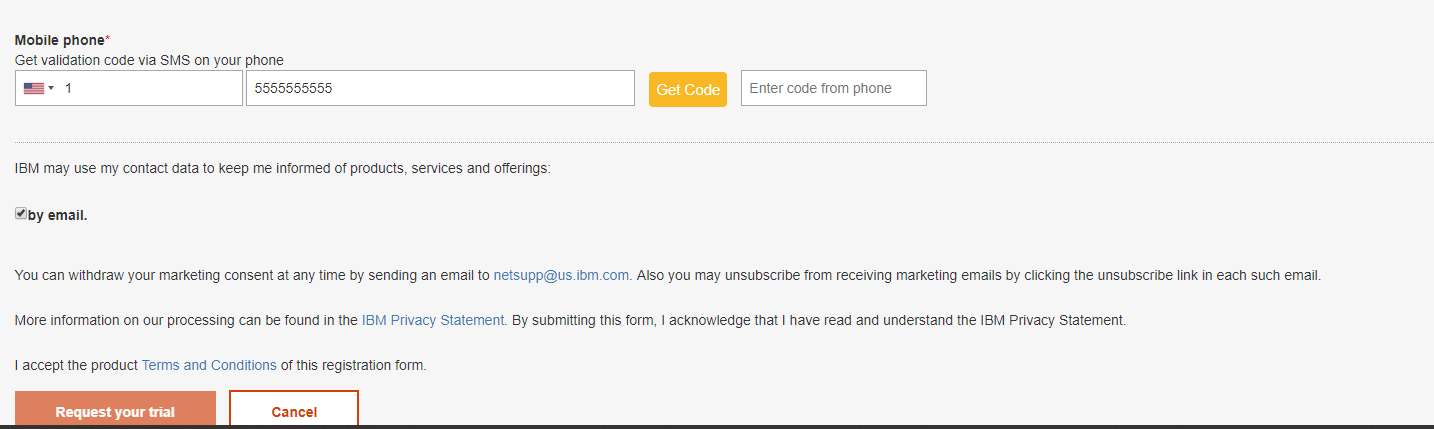 Mobile phone*
Get validation code via SMS on your phone
1 5555555555 Get Code Enter code from phone
IBM may use my contact data to keep me informed of products, services and offerings:
by email.
You can withdraw your marketing consent at any time by sending an email to netsupp@us.ibm.com. Also you may unsubscribe from receiving marketing emails by clicking the unsubscribe link in each such email.
More information on our processing can be found in the IBM Privacy Statement. By submitting this form, I acknowledge that I have read and understand the IBM Privacy Statement.
I accept the product Terms and Conditions of this registration form.
Request your trial Cancel